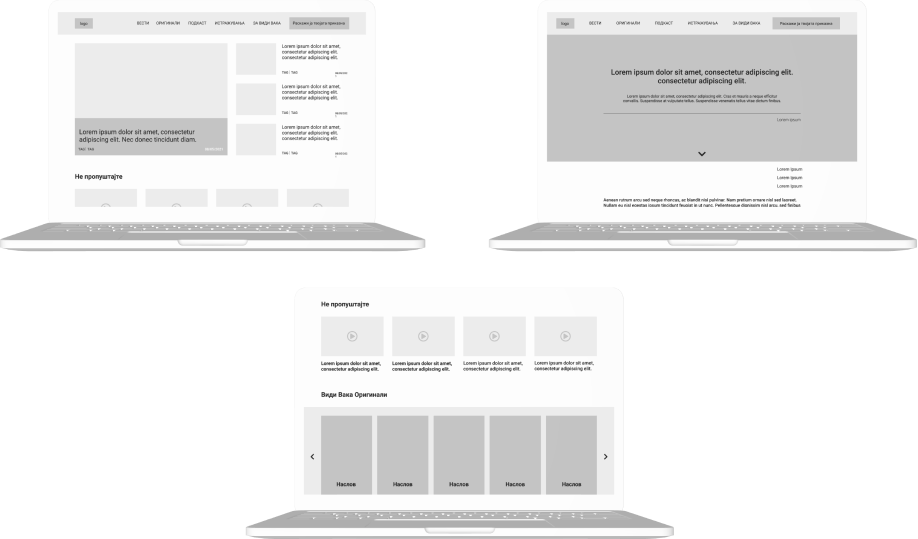 logo
ВЕСТИ ОРИГИНАЛИ ПОДКАСТ ИСТРАЖУВАЊА ЗА ВИДИ ВАКА Раскажи ја твојата приказна
Lorem ipsum dolor sit amet, consectetur
adipiscing elit. Nec donec tincidunt diam.
TAG | TAG
Lorem ipsum dolor sit amet,
consectetur adipiscing elit.
consectetur adipiscing elit.
TAG | TAG
Lorem ipsum dolor sit amet,
consectetur adipiscing elit.
consectetur adipiscing elit.
TAG | TAG
Lorem ipsum dolor sit amet,
consectetur adipiscing elit.
consectetur adipiscing elit.
TAG | TAG
Не пропуштајте
logo
ВЕСТИ ОРИГИНАЛИ ПОДКАСТ ИСТРАЖУВАЊА ЗА ВИДИ ВАКА Раскажи ја твојата приказна
Lorem ipsum dolor sit amet, consectetur adipiscing elit.
consectetur adipiscing elit.
Lorem ipsum dolor sit amet, consectetur adipiscing elit. Cras et mauris a neque efficitur
convallis. Suspendisse at vulputate tellus. Suspendisse venenatis tellus vitae dictum finibus.
Lorem ipsum
Lorem ipsum
Lorem ipsum
Lorem ipsum
Aenean rutrum arcu sed neque rhoncus, ac blandit nisl pulvinar. Nam pretium ornare nisl sed laoreet.
Nullam eu nisl egestas ipsum tincidunt feugiat in ut nunc. Pellentesque dignissim nisl arcu, sed finibus
Не пропуштајте
Lorem ipsum dolor sit amet,
consectetur adipiscing elit.
Lorem ipsum dolor sit amet,
consectetur adipiscing elit.
Lorem ipsum dolor sit amet,
consectetur adipiscing elit.
Lorem ipsum dolor sit amet,
consectetur adipiscing elit.
Види Вака Оригинали
Наслов
Наслов
Наслов
Наслов
Наслов